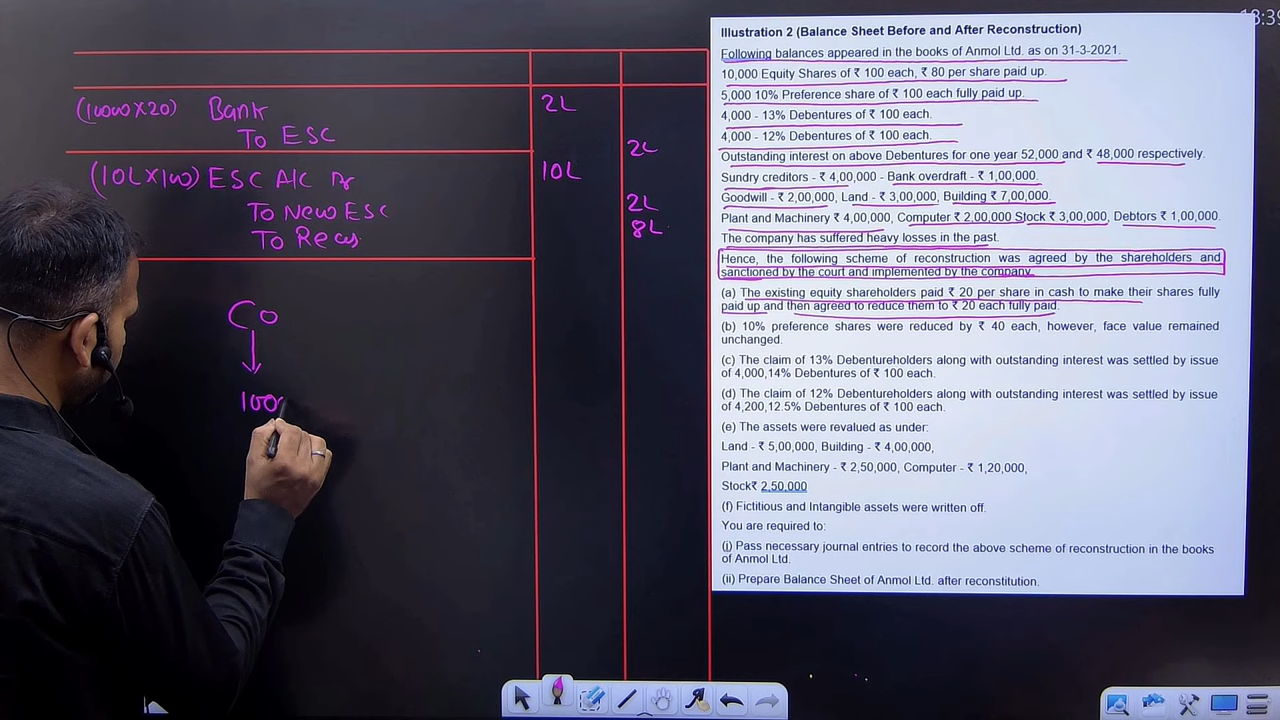 18:39
(10000×20) Bank 2L
To ESC 2L
(10L×100) ESC A/C Dr 10L
To New ESC 2L
To Recs. 8L
Co
100
Illustration 2 (Balance Sheet Before and After Reconstruction)
Following balances appeared in the books of Anmol Ltd. as on 31-3-2021.
10,000 Equity Shares of ₹ 100 each, ₹ 80 per share paid up.
5,000 10% Preference share of ₹ 100 each fully paid up.
4,000 - 13% Debentures of ₹ 100 each.
4,000 - 12% Debentures of ₹ 100 each.
Outstanding interest on above Debentures for one year 52,000 and ₹ 48,000 respectively.
Sundry creditors - ₹ 4,00,000 - Bank overdraft - ₹ 1,00,000.
Goodwill - ₹ 2,00,000, Land - ₹ 3,00,000, Building ₹ 7,00,000.
Plant and Machinery ₹ 4,00,000, Computer ₹ 2,00,000 Stock ₹ 3,00,000, Debtors ₹ 1,00,000.
The company has suffered heavy losses in the past.
Hence, the following scheme of reconstruction was agreed by the shareholders and
sanctioned by the court and implemented by the company.
(a) The existing equity shareholders paid ₹ 20 per share in cash to make their shares fully
paid up and then agreed to reduce them to ₹ 20 each fully paid.
(b) 10% preference shares were reduced by ₹ 40 each, however, face value remained
unchanged.
(c) The claim of 13% Debentureholders along with outstanding interest was settled by issue
of 4,000,14% Debentures of ₹ 100 each.
(d) The claim of 12% Debentureholders along with outstanding interest was settled by issue
of 4,200,12.5% Debentures of ₹ 100 each.
(e) The assets were revalued as under:
Land - ₹ 5,00,000, Building - ₹ 4,00,000,
Plant and Machinery - ₹ 2,50,000, Computer - ₹ 1,20,000,
Stock₹ 2,50,000
(f) Fictitious and Intangible assets were written off.
You are required to:
(i) Pass necessary journal entries to record the above scheme of reconstruction in the books
of Anmol Ltd.
(ii) Prepare Balance Sheet of Anmol Ltd. after reconstitution.